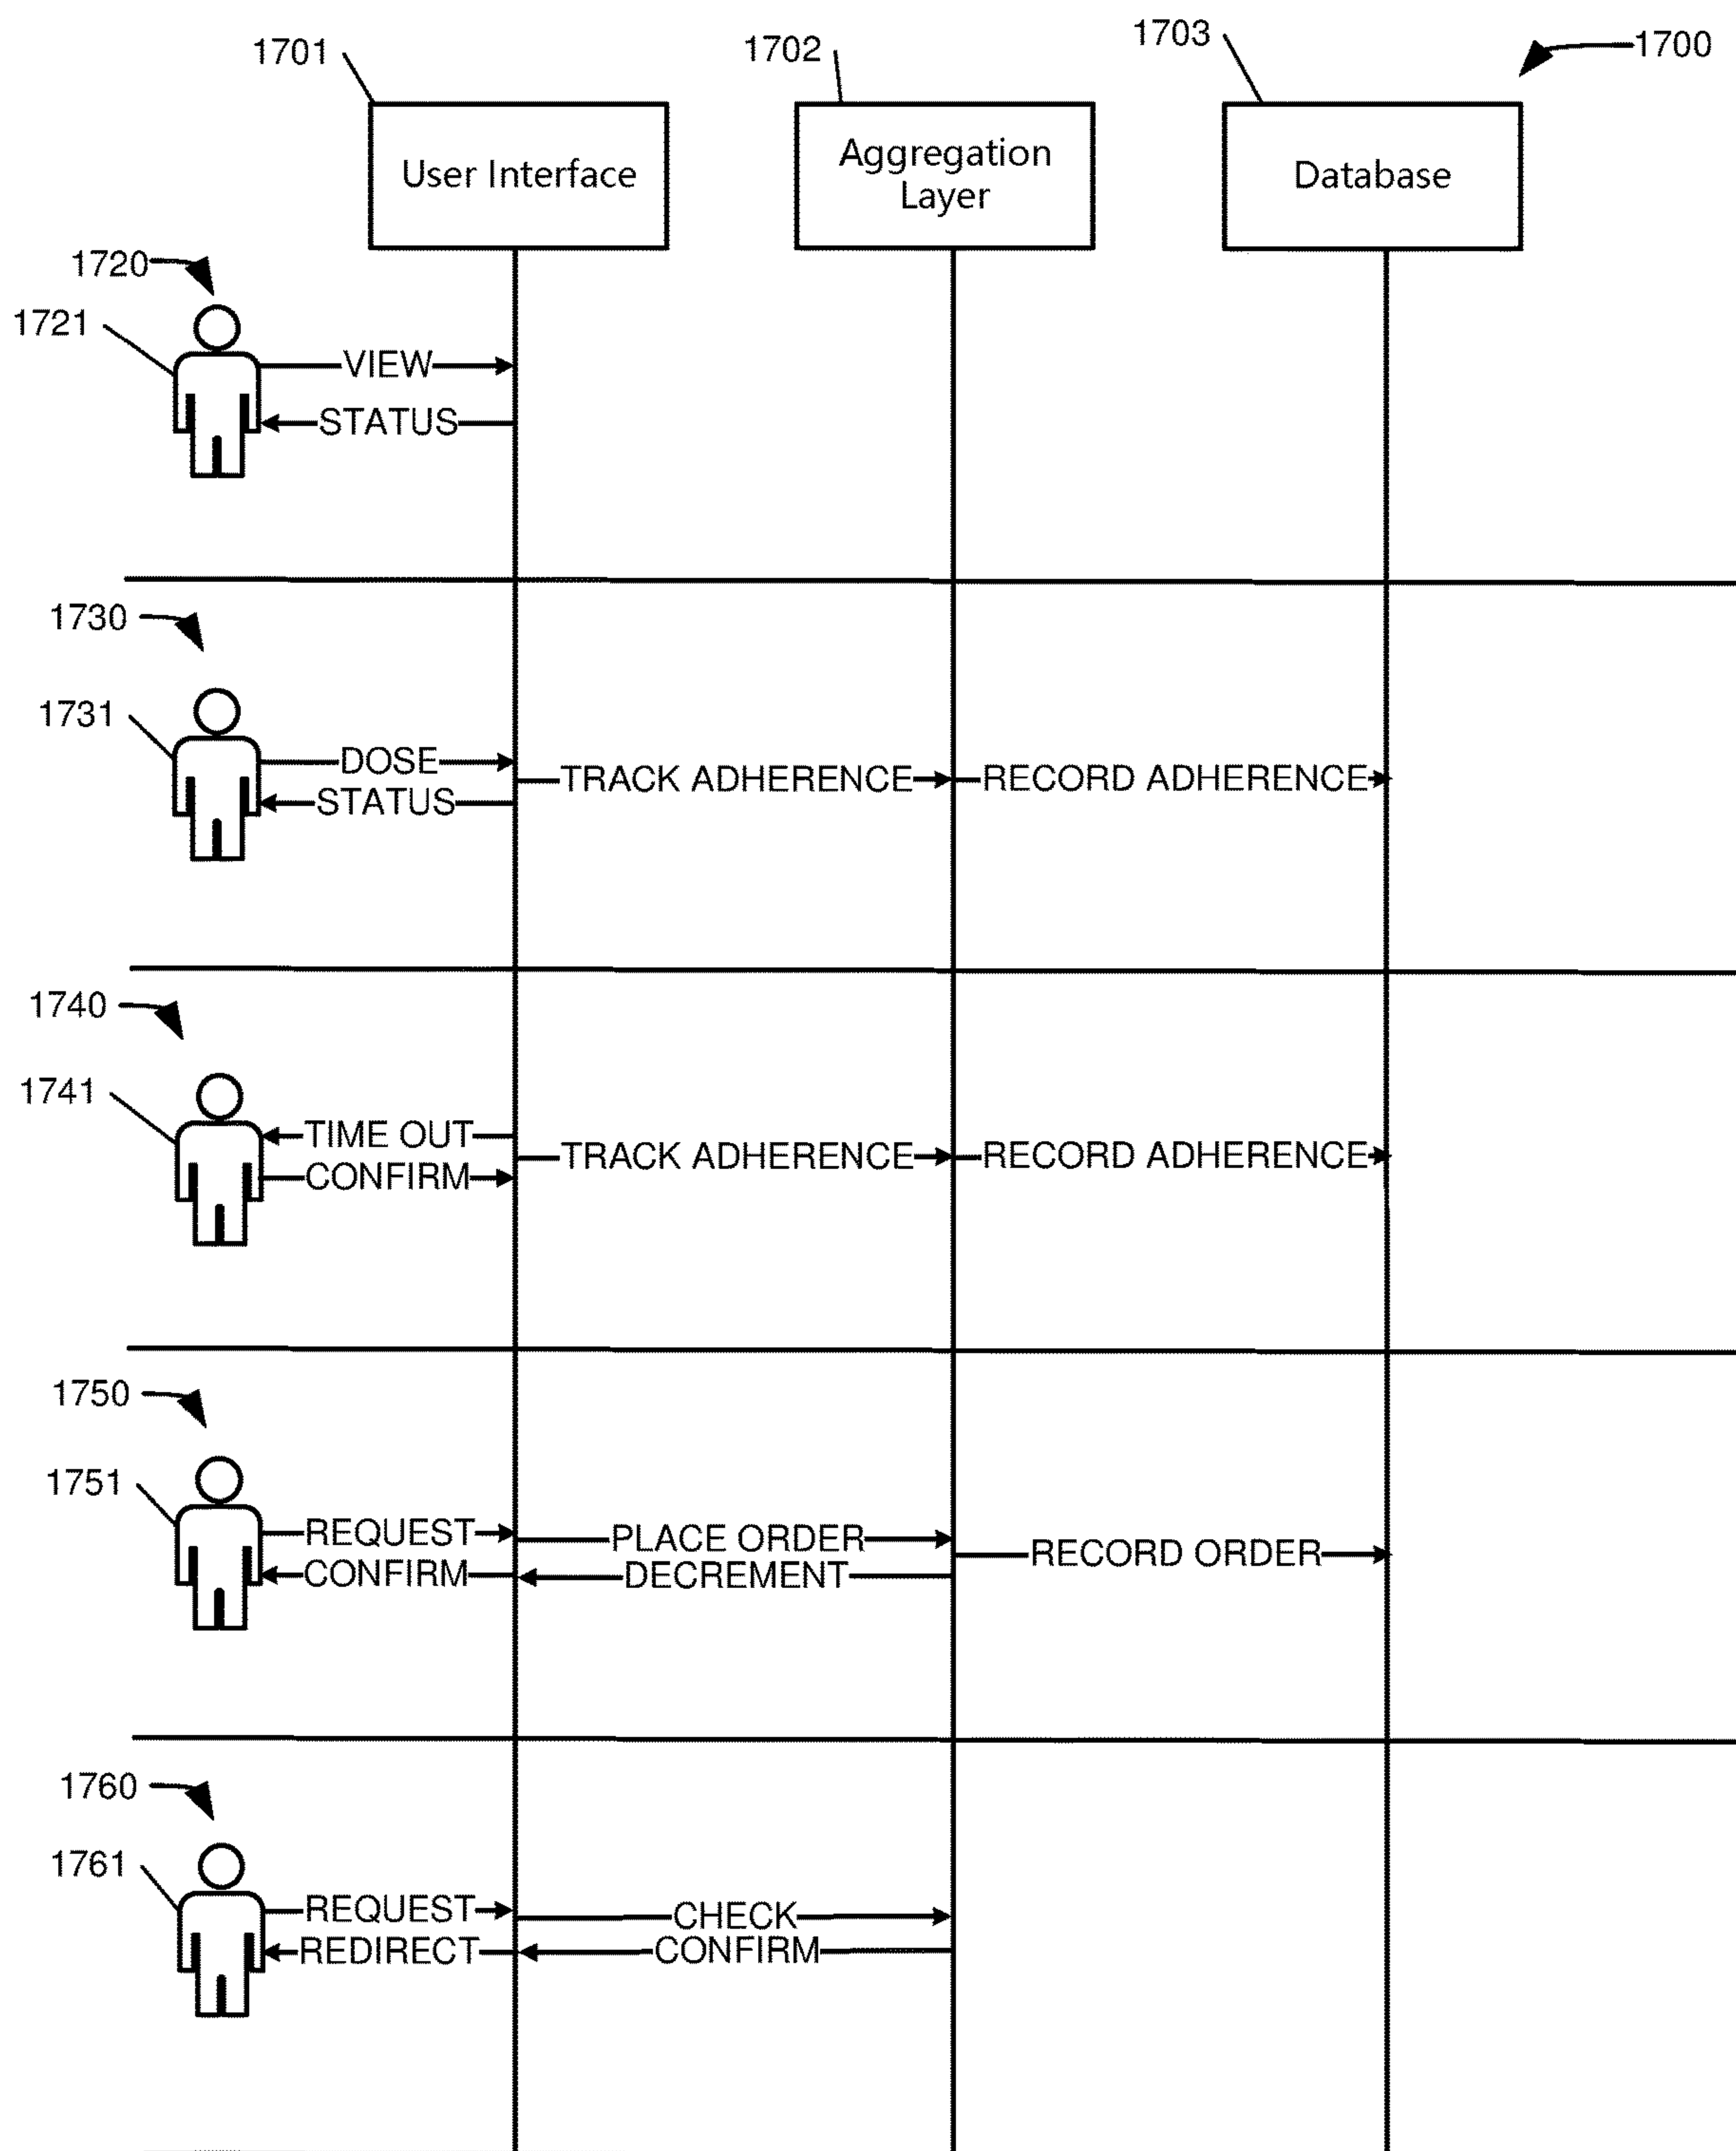 1701
1702
1703
1700
User Interface
Aggregation
Layer
Database
1720
1721
VIEW
STATUS
1730
1731
DOSE
TRACK ADHERENCE
RECORD ADHERENCE
STATUS
1740
1741
TIME OUT
TRACK ADHERENCE
RECORD ADHERENCE
CONFIRM
1750
1751
REQUEST
PLACE ORDER
RECORD ORDER
CONFIRM
DECREMENT
1760
1761
REQUEST
CHECK
REDIRECT
CONFIRM